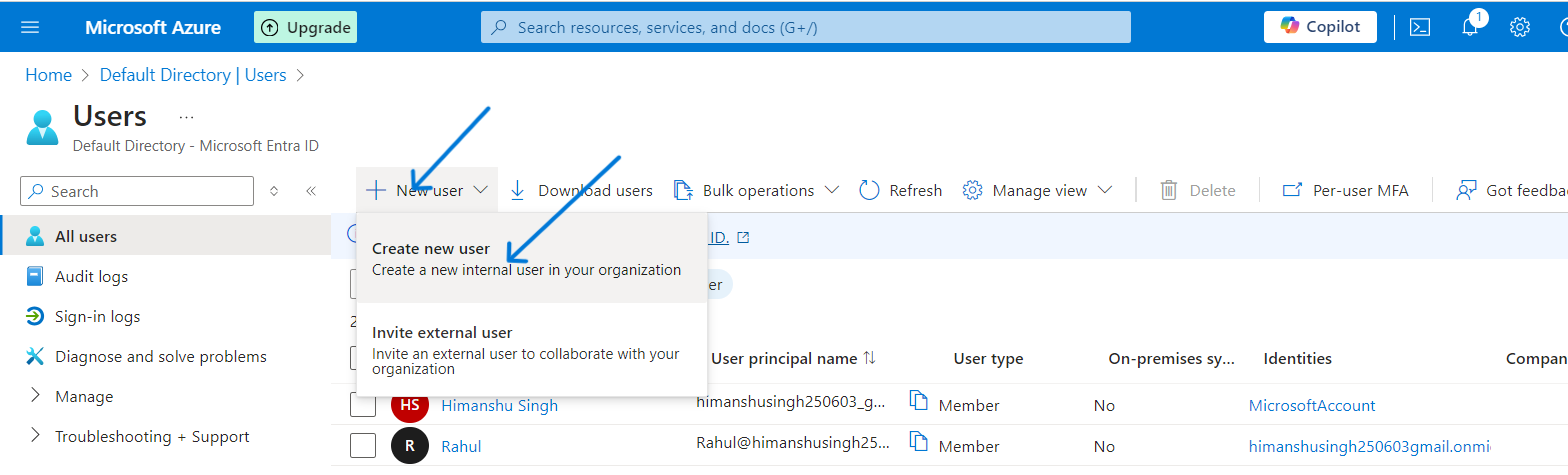 Microsoft Azure
Upgrade
Search resources, services, and docs (G+/)
Copilot
1
Home > Default Directory | Users >
Users ...
Default Directory - Microsoft Entra ID
Search
New user
Download users
Bulk operations
Refresh
Manage view
Delete
Per-user MFA
Got feedba
All users
Audit logs
Sign-in logs
Diagnose and solve problems
Manage
Troubleshooting + Support
Create new user
Create a new internal user in your organization
Invite external user
Invite an external user to collaborate with your
organization
ID.
er
2
User principal name
User type
On-premises sy...
Identities
Compan
HS Himanshu Singh himanshusingh250603_g... Member No MicrosoftAccount
R Rahul Rahul@himanshusingh25... Member No himanshusingh250603gmail.onmi